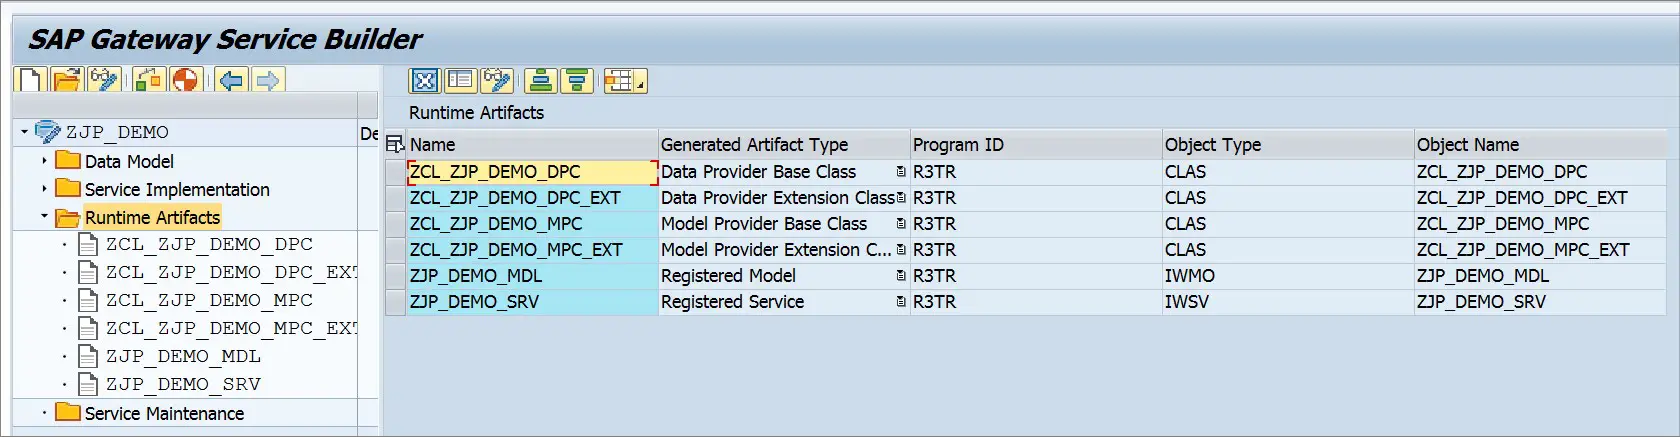 SAP Gateway Service Builder
De
ZJP_DEMO
Data Model
Service Implementation
Runtime Artifacts
ZCL_ZJP_DEMO_DPC
ZCL_ZJP_DEMO_DPC_EXT
ZCL_ZJP_DEMO_MPC
ZCL_ZJP_DEMO_MPC_EXT
ZJP_DEMO_MDL
ZJP_DEMO_SRV
Service Maintenance
Runtime Artifacts
Name Generated Artifact Type Program ID Object Type Object Name
ZCL_ZJP_DEMO_DPC Data Provider Base Class R3TR CLAS ZCL_ZJP_DEMO_DPC
ZCL_ZJP_DEMO_DPC_EXT Data Provider Extension Class R3TR CLAS ZCL_ZJP_DEMO_DPC_EXT
ZCL_ZJP_DEMO_MPC Model Provider Base Class R3TR CLAS ZCL_ZJP_DEMO_MPC
ZCL_ZJP_DEMO_MPC_EXT Model Provider Extension C... R3TR CLAS ZCL_ZJP_DEMO_MPC_EXT
ZJP_DEMO_MDL Registered Model R3TR IWMO ZJP_DEMO_MDL
ZJP_DEMO_SRV Registered Service R3TR IWSV ZJP_DEMO_SRV